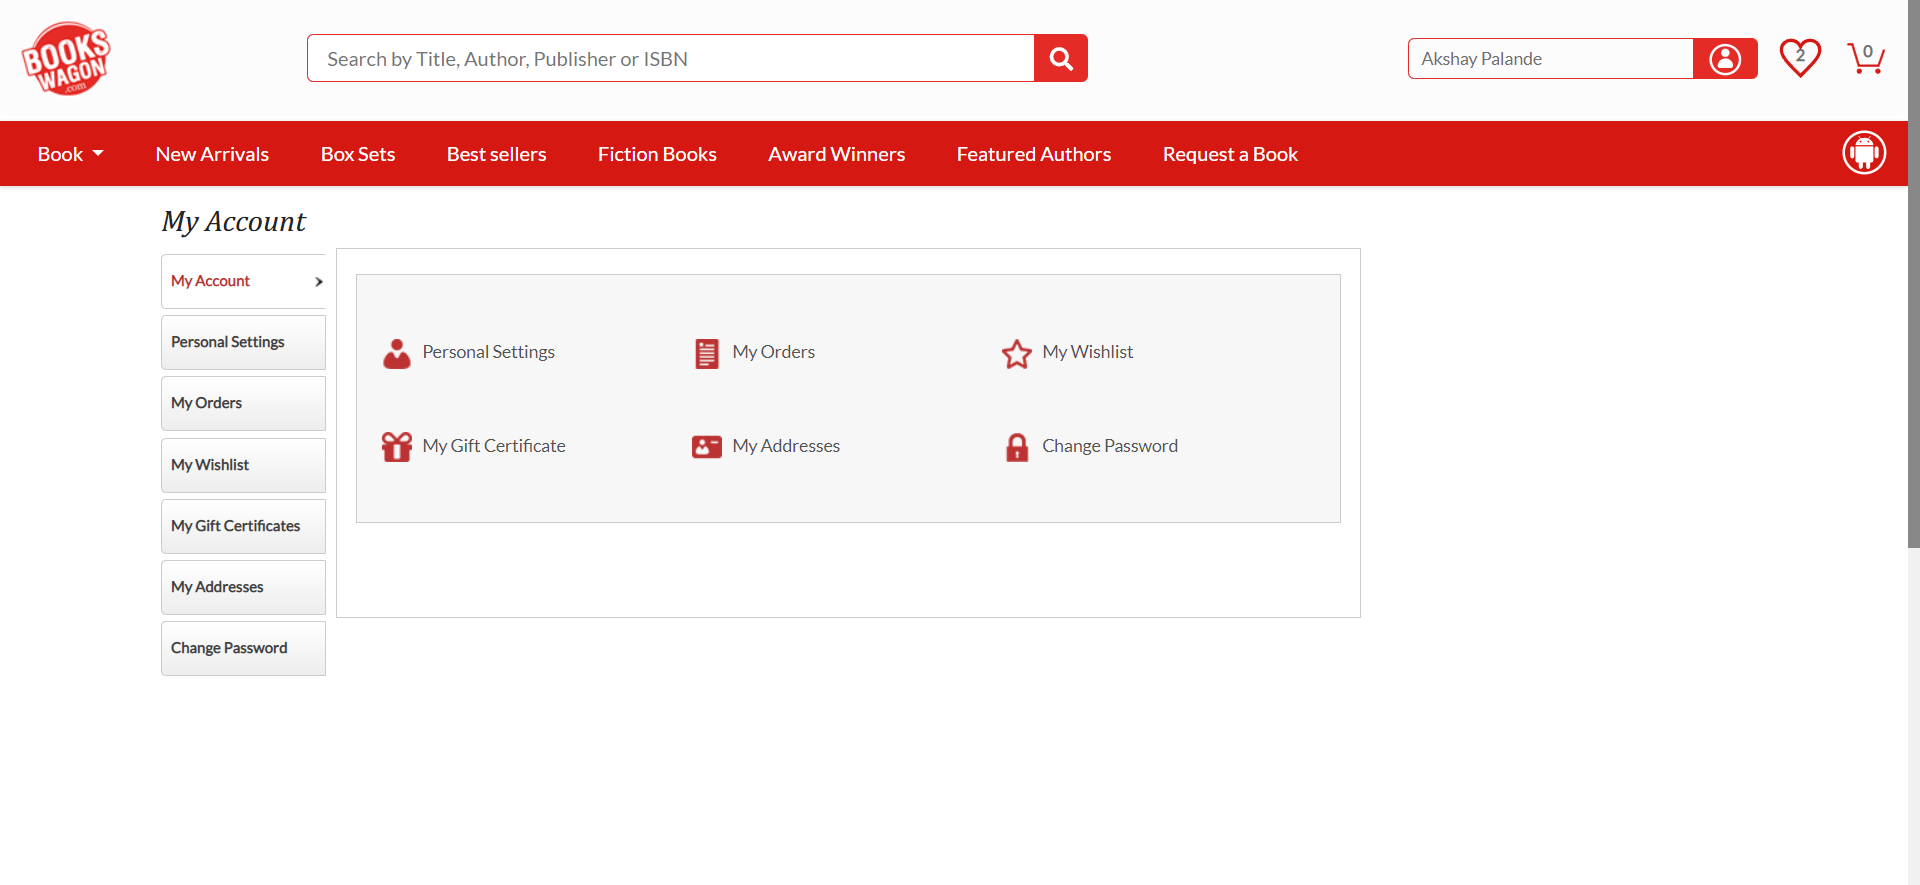 BOOKS
WAGON
.com
Search by Title, Author, Publisher or ISBN
Akshay Palande
2
0
Book
New Arrivals
Box Sets
Best sellers
Fiction Books
Award Winners
Featured Authors
Request a Book
My Account
My Account
Personal Settings
My Orders
My Wishlist
My Gift Certificates
My Addresses
Change Password
Personal Settings
My Orders
My Wishlist
My Gift Certificate
My Addresses
Change Password